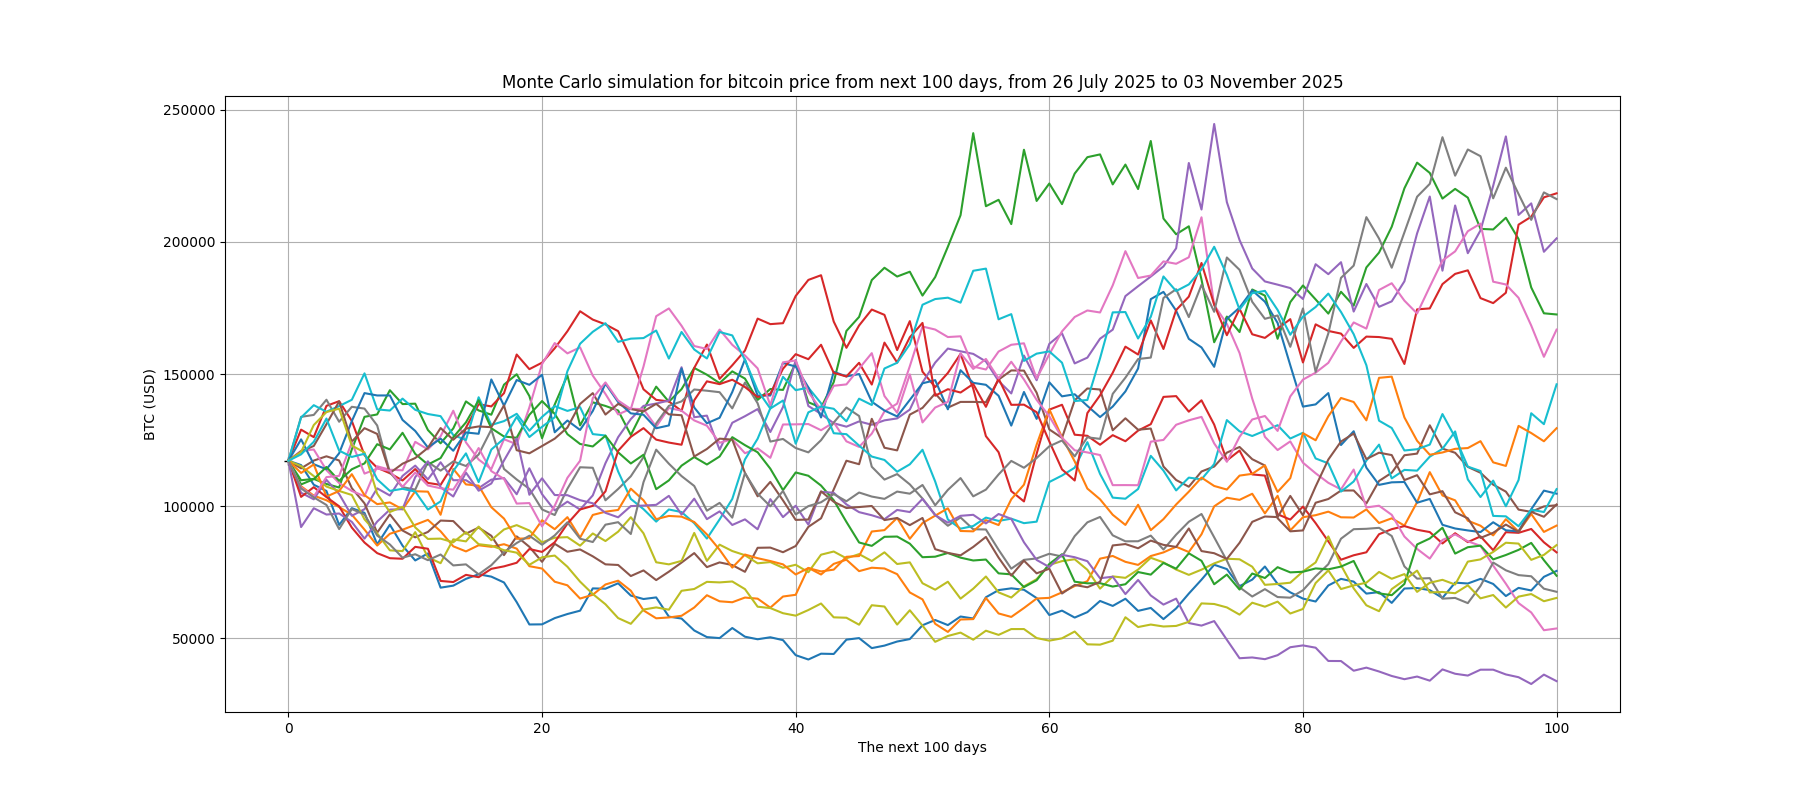 Monte Carlo simulation for bitcoin price from next 100 days, from 26 July 2025 to 03 November 2025
BTC (USD)
250000
200000
150000
100000
50000
0 20 40 60 80 100
The next 100 days